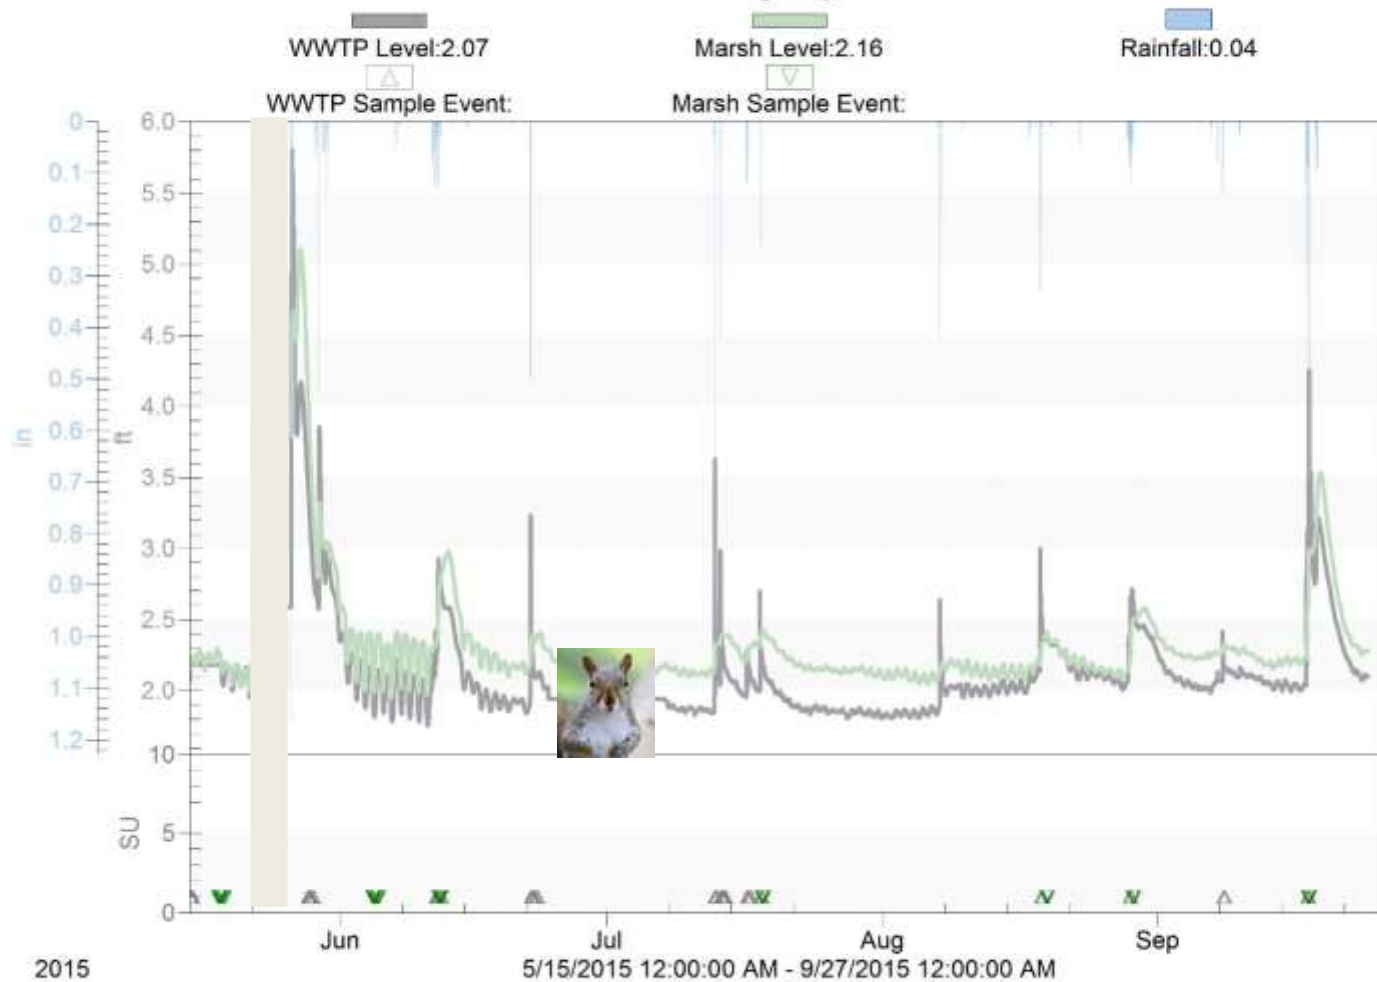 WWTP Level:2.07 Marsh Level:2.16 Rainfall:0.04
WWTP Sample Event: Marsh Sample Event:
0 6.0
0.1 5.5
0.2
0.3 5.0
0.4 4.5
0.5
0.6 4.0
0.7 3.5
0.8 3.0
0.9 2.5
1.0
1.1 2.0
1.2 10
in ft
5
SU
0
Jun Jul Aug Sep
2015 5/15/2015 12:00:00 AM - 9/27/2015 12:00:00 AM